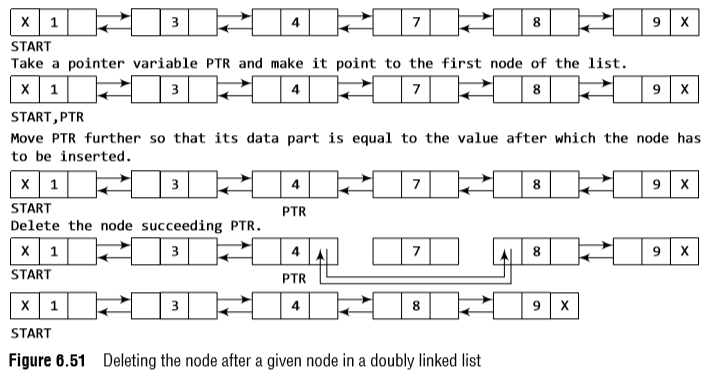 X 1 3 4 7 8 9 X
START
Take a pointer variable PTR and make it point to the first node of the list.
X 1 3 4 7 8 9 X
START,PTR
Move PTR further so that its data part is equal to the value after which the node has
to be inserted.
X 1 3 4 7 8 9 X
START PTR
Delete the node succeeding PTR.
X 1 3 4 7 8 9 X
START PTR
X 1 3 4 8 9 X
START
Figure 6.51 Deleting the node after a given node in a doubly linked list